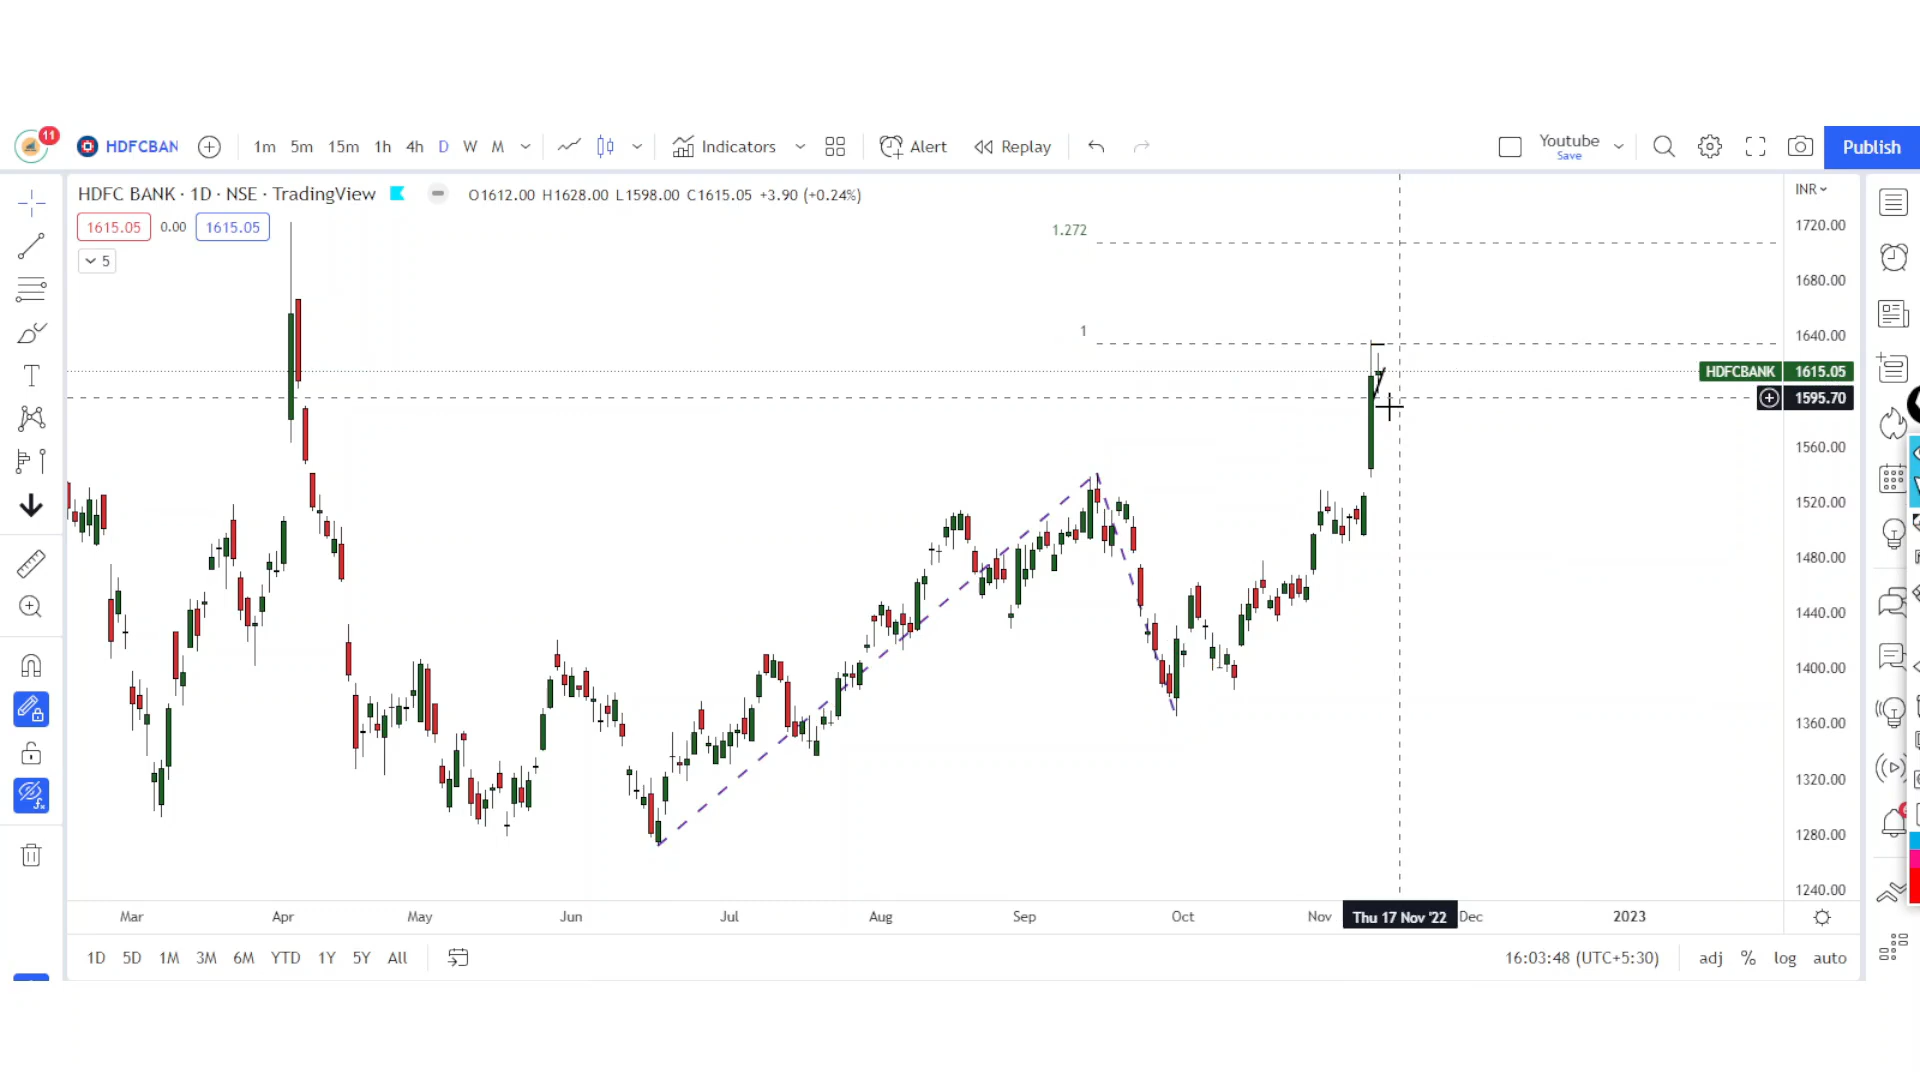 11
HDFCBAN
1m 5m 15m 1h 4h D W M
Indicators
Alert
Replay
Youtube
Save
Publish
HDFC BANK · 1D · NSE · TradingView
O1612.00 H1628.00 L1598.00 C1615.05 +3.90 (+0.24%)
INR
1615.05 0.00 1615.05
5
1.272
1
1720.00
1680.00
1640.00
HDFCBANK 1615.05
1595.70
1560.00
1520.00
1480.00
1440.00
1400.00
1360.00
1320.00
1280.00
1240.00
Mar Apr May Jun Jul Aug Sep Oct Nov Thu 17 Nov '22 Dec 2023
1D 5D 1M 3M 6M YTD 1Y 5Y All
16:03:48 (UTC+5:30) adj % log auto